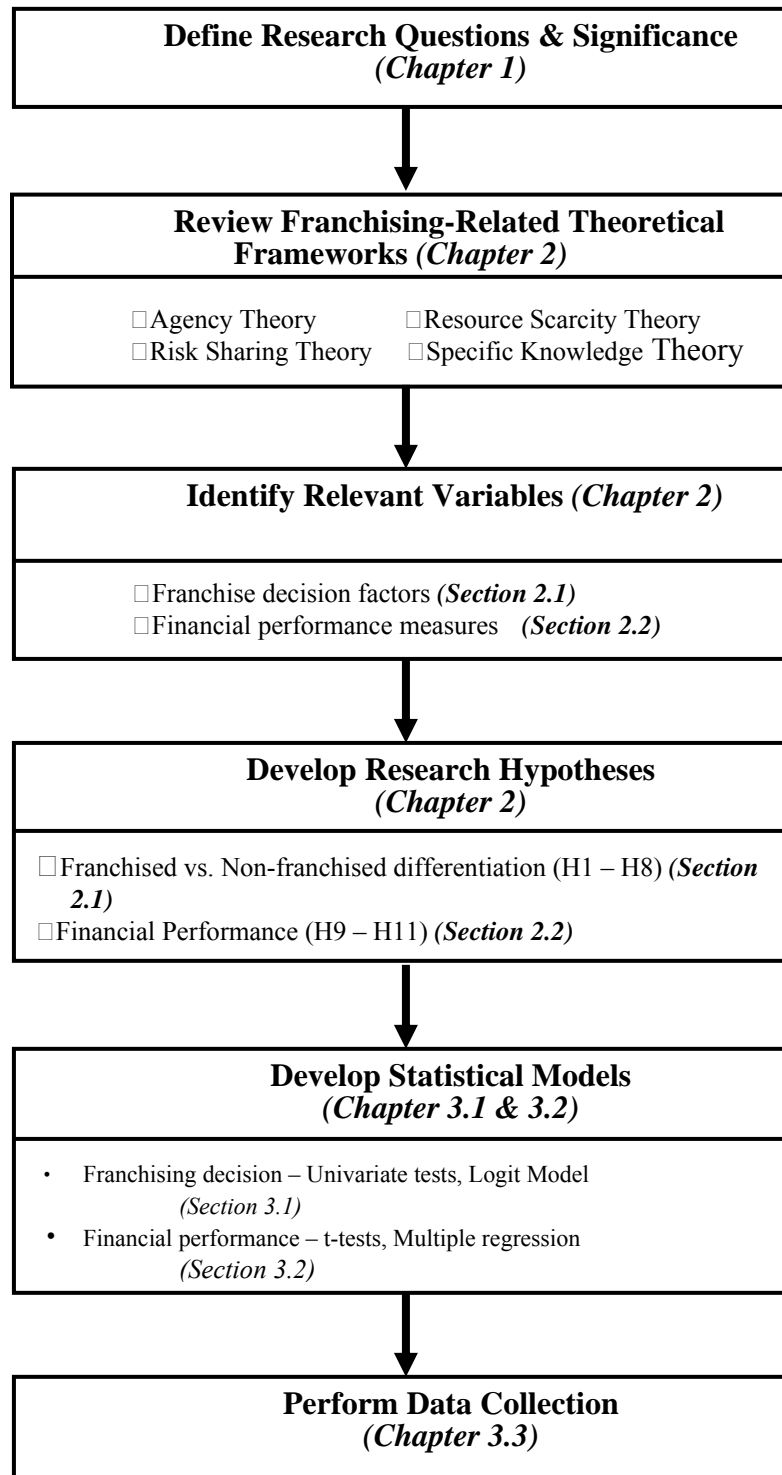 Define Research Questions & Significance
(Chapter 1)
Review Franchising-Related Theoretical
Frameworks (Chapter 2)
□Agency Theory □Resource Scarcity Theory
□Risk Sharing Theory □Specific Knowledge Theory
Identify Relevant Variables (Chapter 2)
□Franchise decision factors (Section 2.1)
□Financial performance measures (Section 2.2)
Develop Research Hypotheses
(Chapter 2)
□Franchised vs. Non-franchised differentiation (H1 – H8) (Section
2.1)
□Financial Performance (H9 – H11) (Section 2.2)
Develop Statistical Models
(Chapter 3.1 & 3.2)
• Franchising decision – Univariate tests, Logit Model
(Section 3.1)
• Financial performance – t-tests, Multiple regression
(Section 3.2)
Perform Data Collection
(Chapter 3.3)